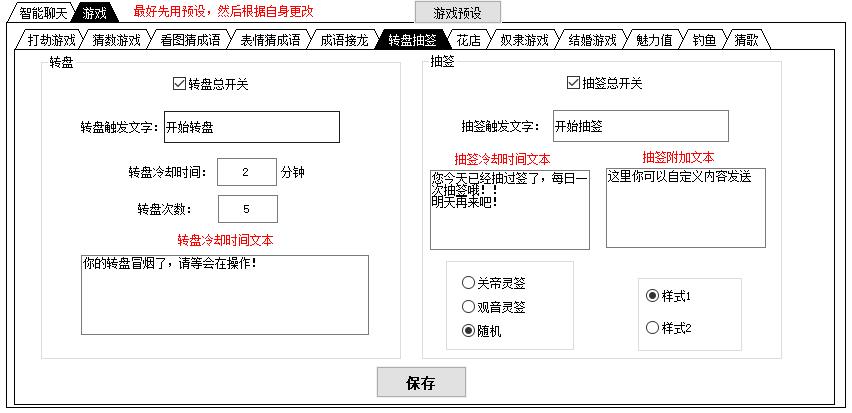 智能聊天 游戏 最好先用预设，然后根据自身更改 游戏预设
打劫游戏 猜数游戏 看图猜成语 表情猜成语 成语接龙 转盘抽签 花店 奴隶游戏 结婚游戏 魅力值 钓鱼 猜歌
转盘
转盘总开关
转盘触发文字： 开始转盘
转盘冷却时间： 2 分钟
转盘次数： 5
转盘冷却时间文本
你的转盘冒烟了，请等会在操作！
抽签
抽签总开关
抽签触发文字： 开始抽签
抽签冷却时间文本
您今天已经抽过签了，每日一
次抽签哦！！
明天再来吧！
抽签附加文本
这里你可以自定义内容发送
关帝灵签
观音灵签
随机
样式1
样式2
保存